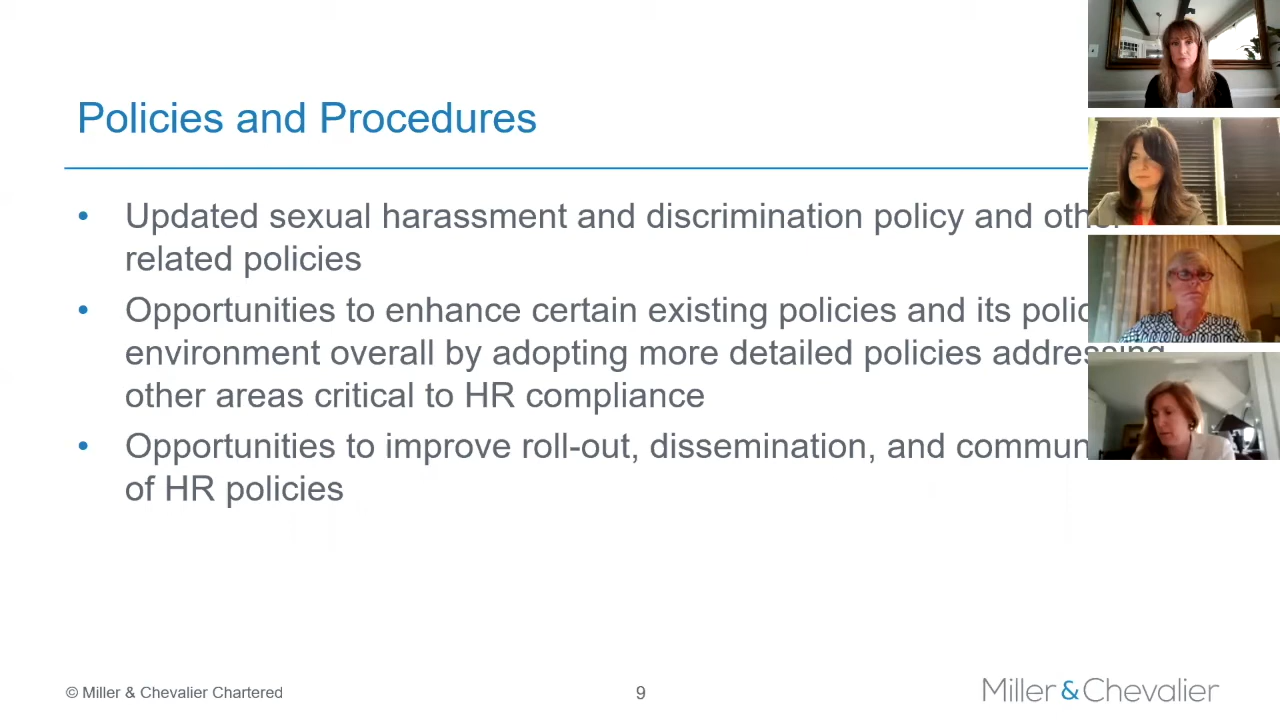 Policies and Procedures
• Updated sexual harassment and discrimination policy and other
related policies
• Opportunities to enhance certain existing policies and its polic
environment overall by adopting more detailed policies addressing
other areas critical to HR compliance
• Opportunities to improve roll-out, dissemination, and commun
of HR policies
© Miller & Chevalier Chartered
9
Miller&Chevalier